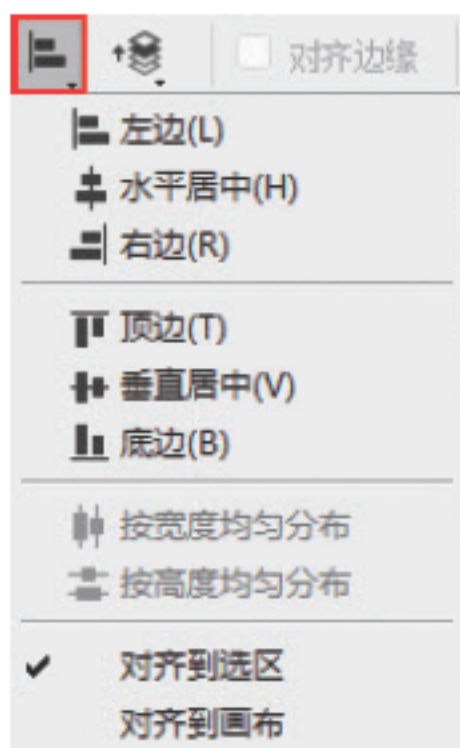 对齐边缘
左边(L)
水平居中(H)
右边(R)
顶边(T)
垂直居中(V)
底边(B)
按宽度均匀分布
按高度均匀分布
对齐到选区
对齐到画布